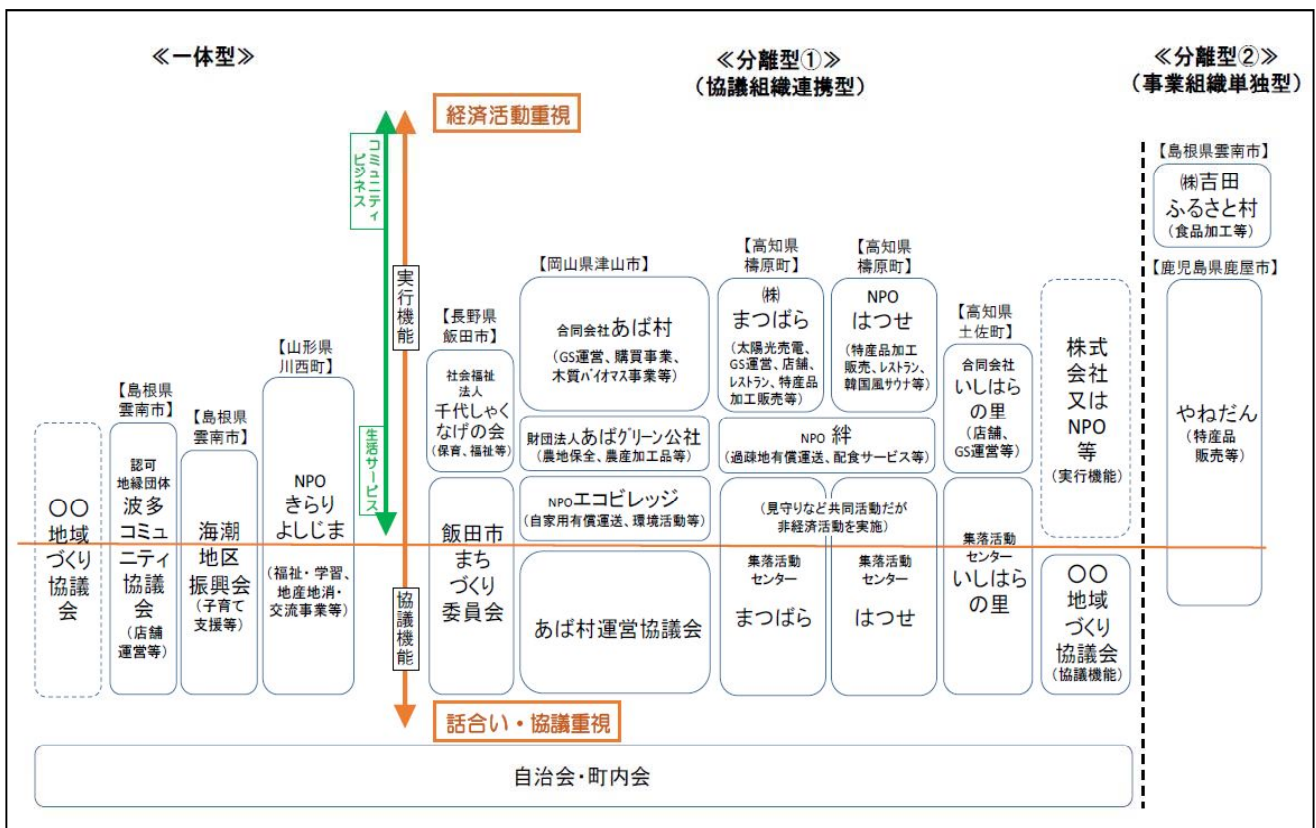 ≪一体型≫
≪分離型①≫
（協議組織連携型）
≪分離型②≫
（事業組織単独型）
経済活動重視
コミュニティ
ビジネス
生活サービス
実行機能
協議機能
話合い・協議重視
〇〇
地域
づくり
協議
会
【島根県
雲南市】
認可
地縁団体
波多
コミュ
ニティ
協議
会
（店舗
運営等）
【島根県
雲南市】
海潮
地区
振興会
（子育て
支援等）
【山形県
川西町】
NPO
きらり
よしじま
（福祉・学習、
地産地消・
交流事業等）
【長野県
飯田市】
社会福祉
法人
千代しゃく
なげの会
（保育、福祉等）
飯田市
まち
づくり
委員会
【岡山県津山市】
合同会社あば村
（GS運営、購買事業、
木質バイオマス事業等）
財団法人あばグリーン公社
（農地保全、農産加工品等）
NPOエコビレッジ
（自家用有償運送、環境活動等）
あば村運営協議会
【高知県
檮原町】
㈱
まつばら
（太陽光売電、
GS運営、店舗、
レストラン、特産品
加工販売等）
【高知県
檮原町】
NPO
はつせ
（特産品加工
販売、レストラン、
韓国風サウナ等）
NPO 絆
（過疎地有償運送、配食サービス等）
（見守りなど共同活動だが
非経済活動を実施）
集落活動
センター
まつばら
集落活動
センター
はつせ
【高知県
土佐町】
合同会社
いしはら
の里
（店舗、
GS運営等）
集落活動
センター
いしはら
の里
株式
会社
又は
NPO
等
（実行機能）
〇〇
地域
づくり
協議会
（協議機能）
【島根県雲南市】
㈱吉田
ふるさと村
（食品加工等）
【鹿児島県鹿屋市】
やねだん
（特産品
販売等）
自治会・町内会